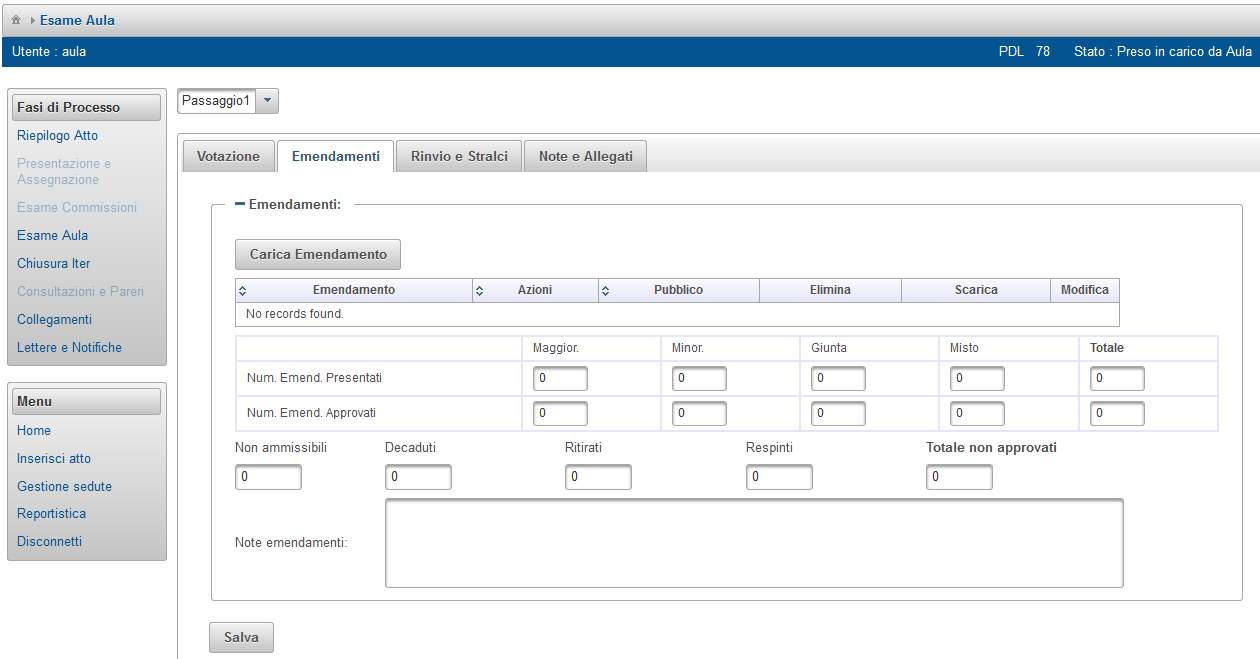 Esame Aula
Utente : aula
PDL 78 Stato : Preso in carico da Aula
Fasi di Processo
Riepilogo Atto
Presentazione e
Assegnazione
Esame Commissioni
Esame Aula
Chiusura Iter
Consultazioni e Pareri
Collegamenti
Lettere e Notifiche
Menu
Home
Inserisci atto
Gestione sedute
Reportistica
Disconnetti
Passaggio1
Votazione Emendamenti Rinvio e Stralci Note e Allegati
Emendamenti:
Carica Emendamento
Emendamento Azioni Pubblico Elimina Scarica Modifica
No records found.
Maggior. Minor. Giunta Misto Totale
Num. Emend. Presentati 0 0 0 0 0
Num. Emend. Approvati 0 0 0 0 0
Non ammissibili Decaduti Ritirati Respinti Totale non approvati
0 0 0 0 0
Note emendamenti:
Salva